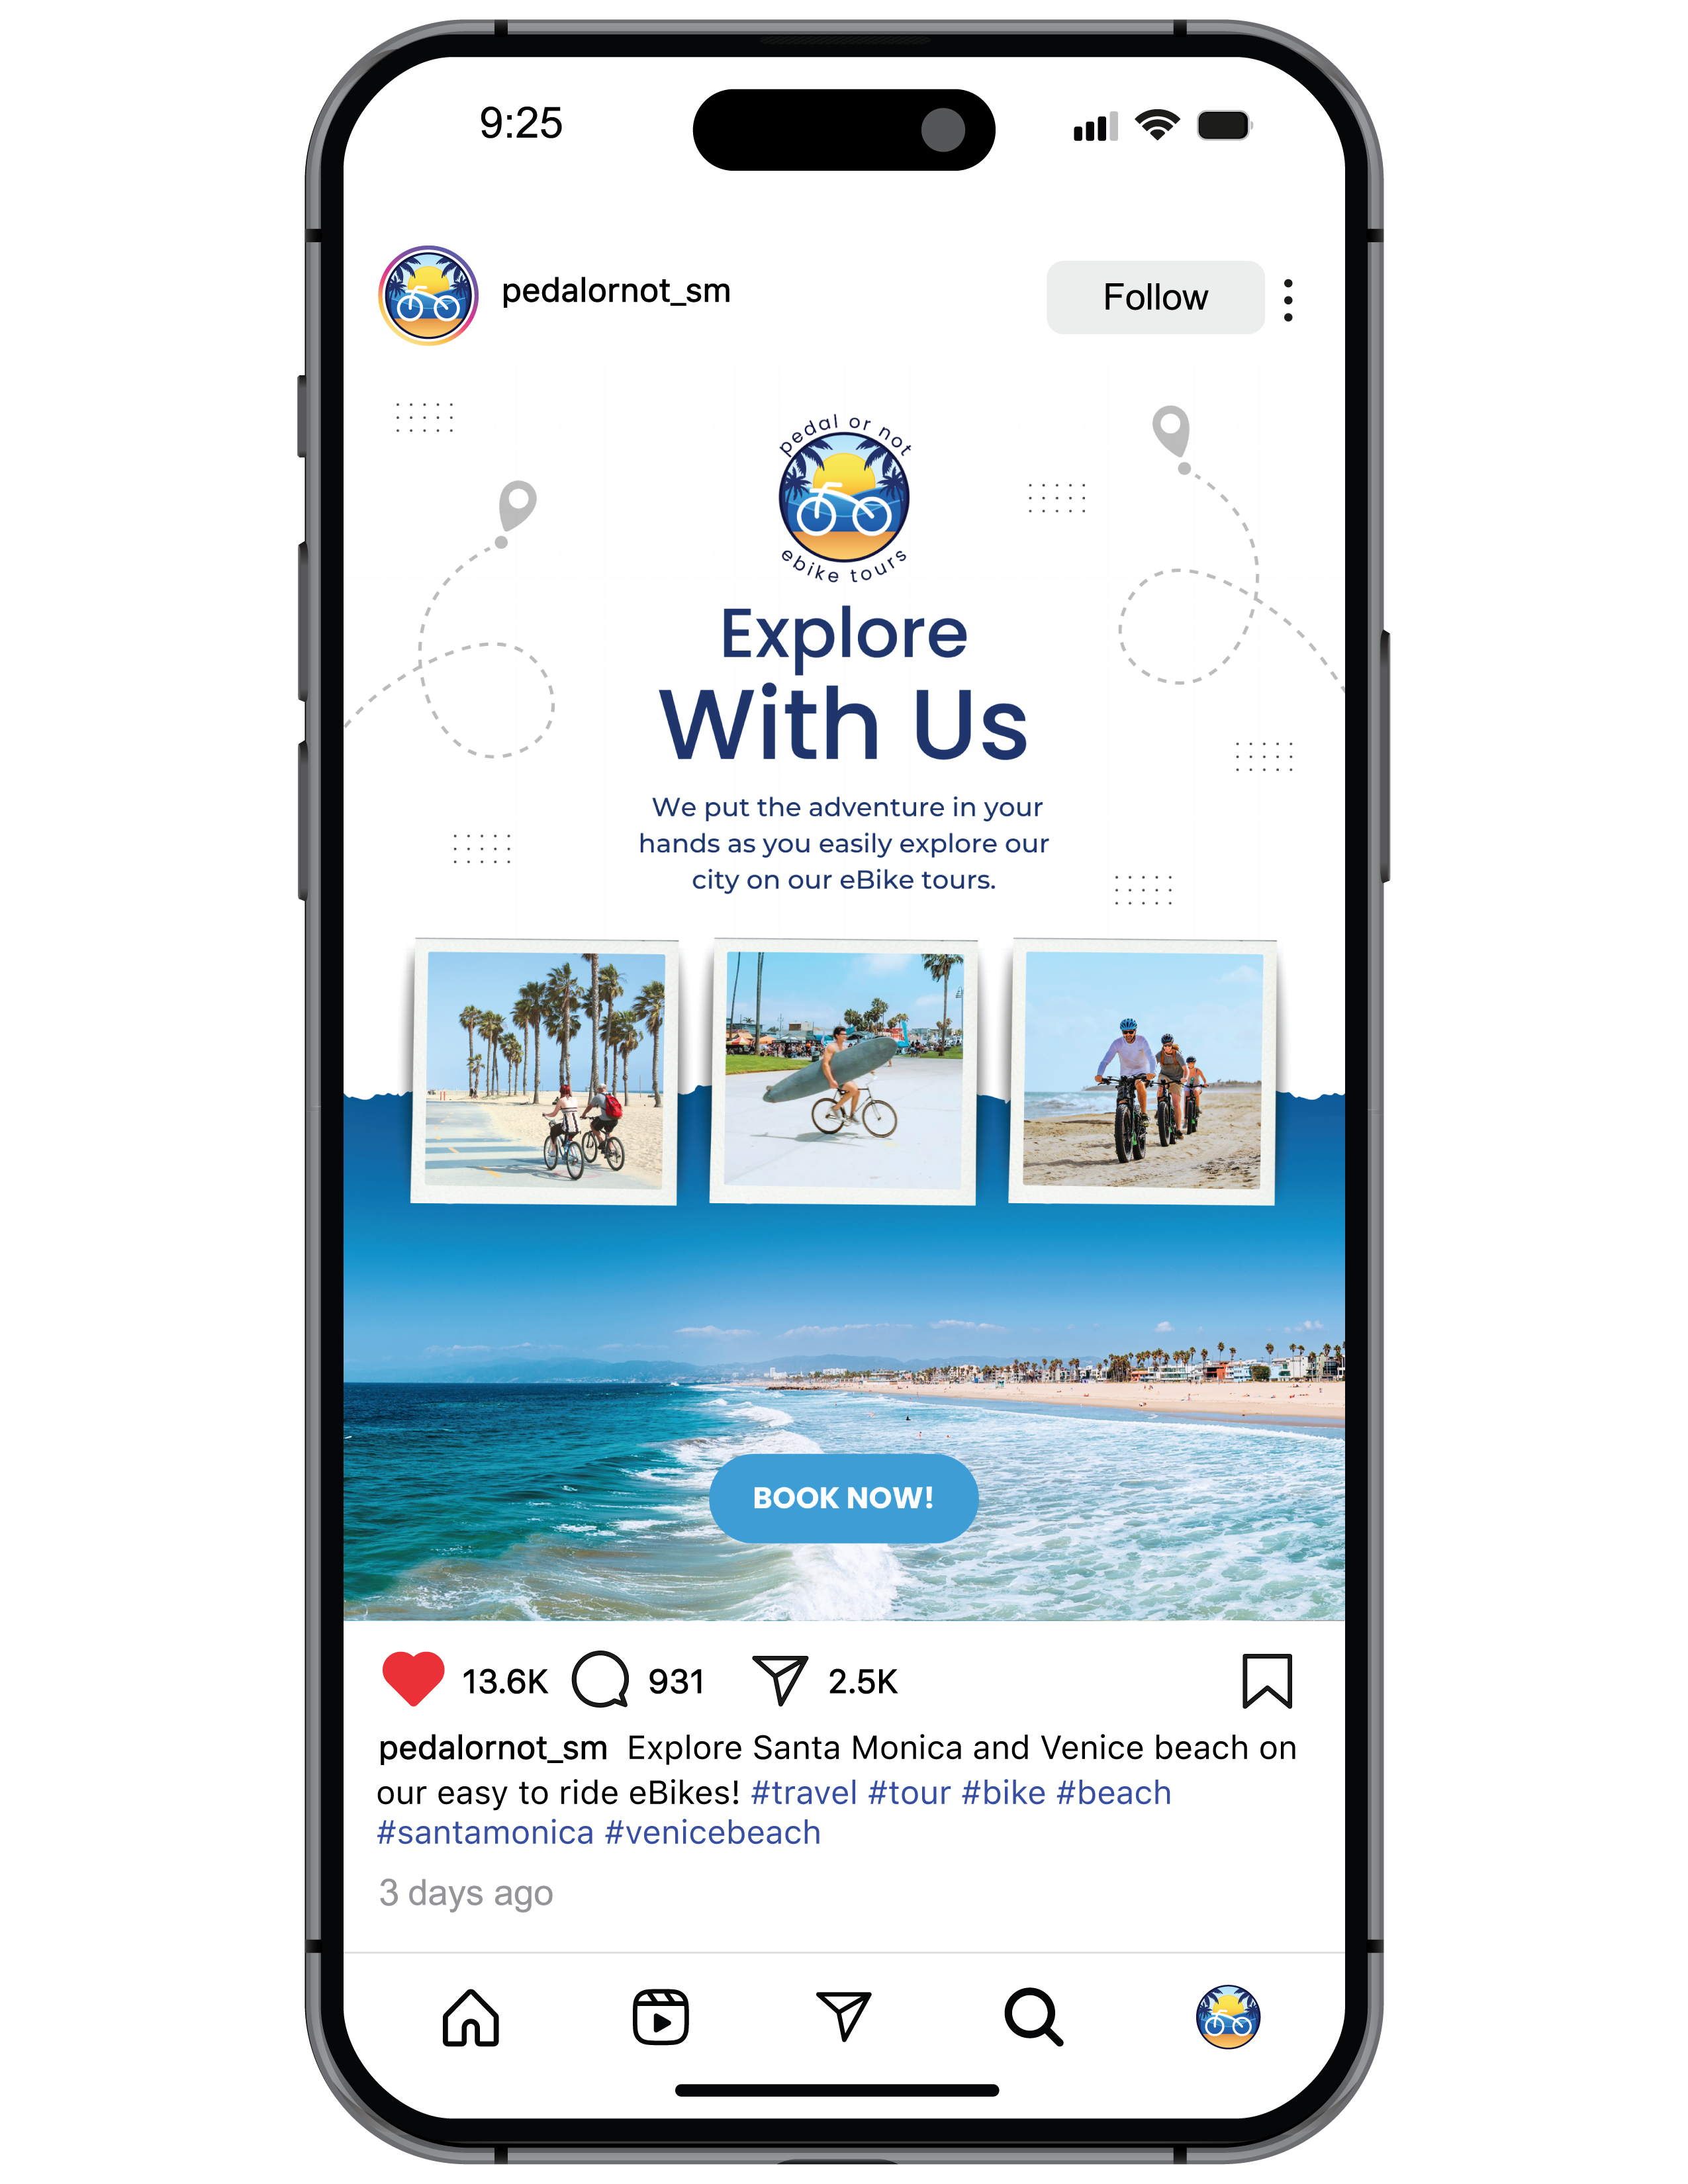 9:25
pedalornot_sm
Follow
pedal or not
ebike tours
Explore
With Us
We put the adventure in your
hands as you easily explore our
city on our eBike tours.
BOOK NOW!
13.6K 931 2.5K
pedalornot_sm Explore Santa Monica and Venice beach on
our easy to ride eBikes! #travel #tour #bike #beach
#santamonica #venicebeach
3 days ago